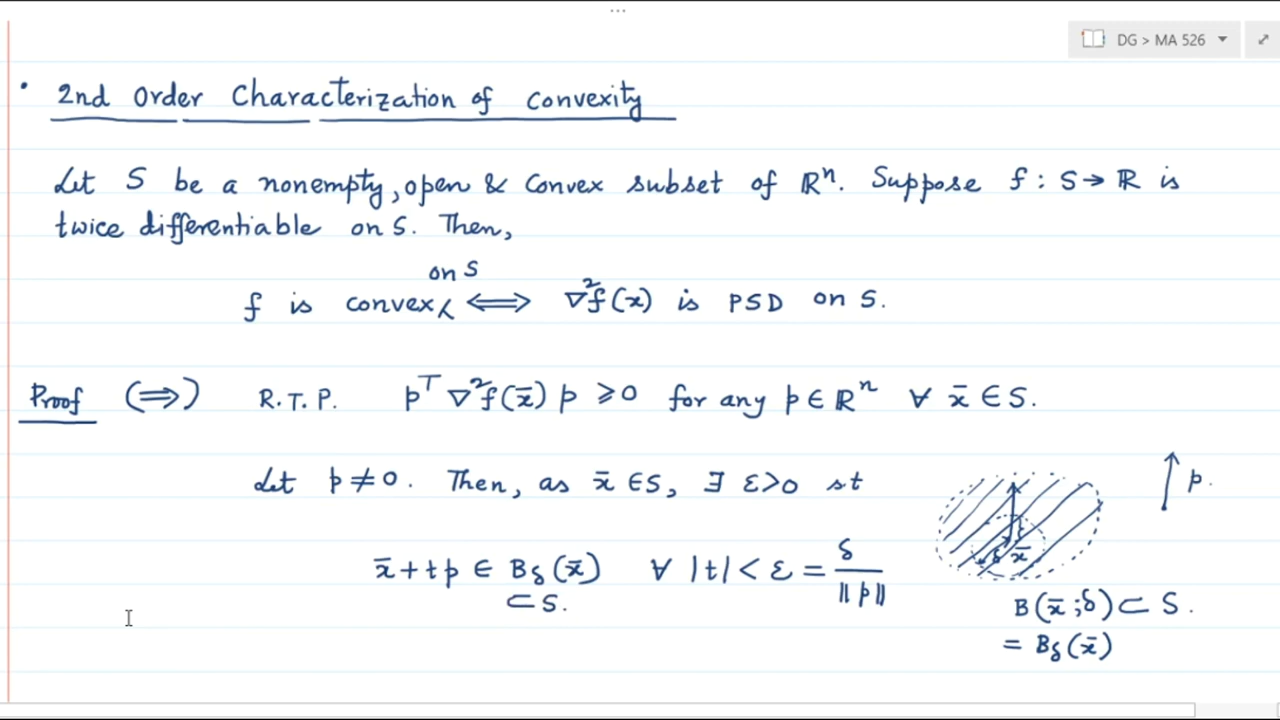 ...
DG > MA 526
• 2nd Order Characterization of Convexity
Let S be a nonempty, open & Convex subset of ℝⁿ. Suppose f : S → ℝ is
twice differentiable on S. Then,
on S
f is convex ⟺ ∇²f(x) is PSD on S.
Proof (⟹) R.T.P. pᵀ ∇²f(x̄) p ⩾ 0 for any p ∈ ℝⁿ ∀ x̄ ∈ S.
Let p ≠ 0. Then, as x̄ ∈ S, ∃ ε>0 st
p.
x̄ + tp ∈ B_δ(x̄) ∀ |t| < ε = δ / ||p||
⊂ S.
δ x̄
B(x̄;δ) ⊂ S.
= B_δ(x̄)